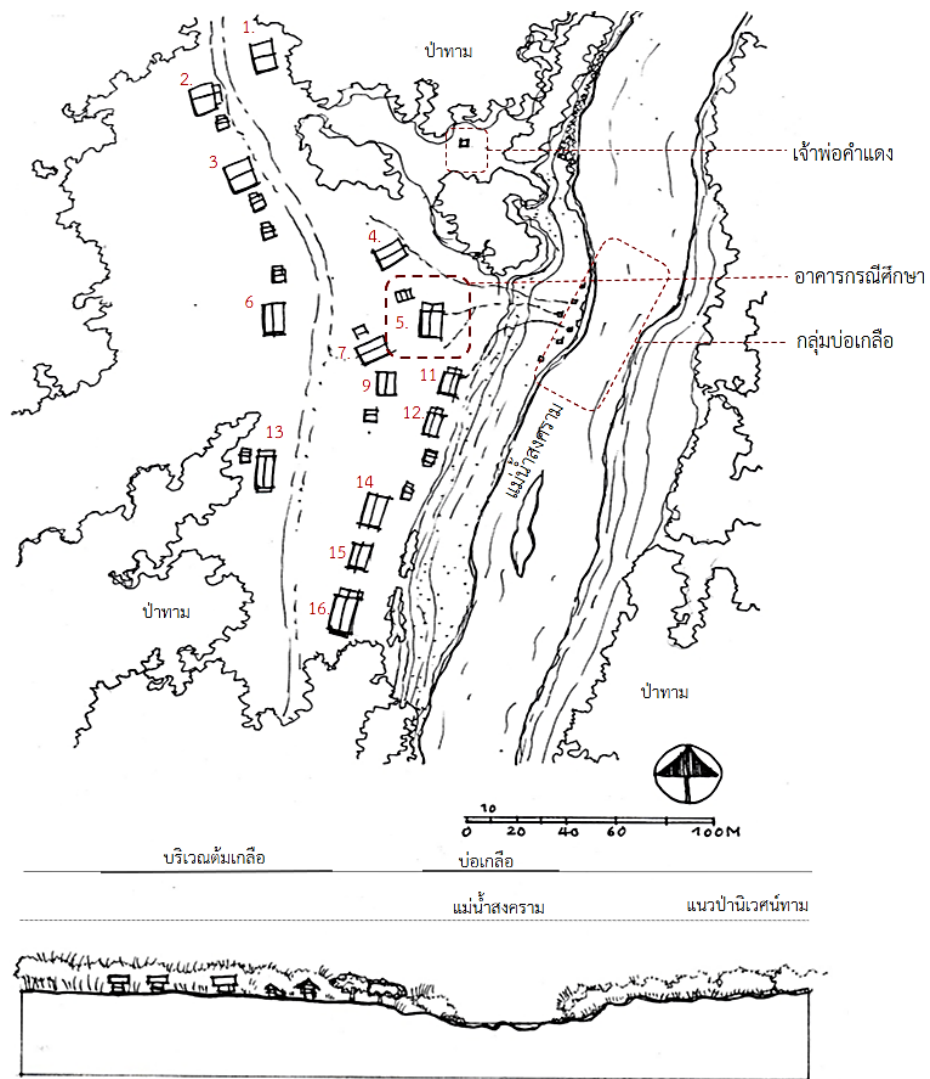 1.
ป่าทาม
2.
เจ้าพ่อคำแดง
3
4.
อาคารกรณีศึกษา
6
5.
กลุ่มบ่อเกลือ
7.
9
11
12.
แม่น้ำสงคราม
13
14
15
ป่าทาม
16.
ป่าทาม
10
0 20 40 60 100M
บริเวณต้มเกลือ บ่อเกลือ
แม่น้ำสงคราม แนวป่านิเวศน์ทาม